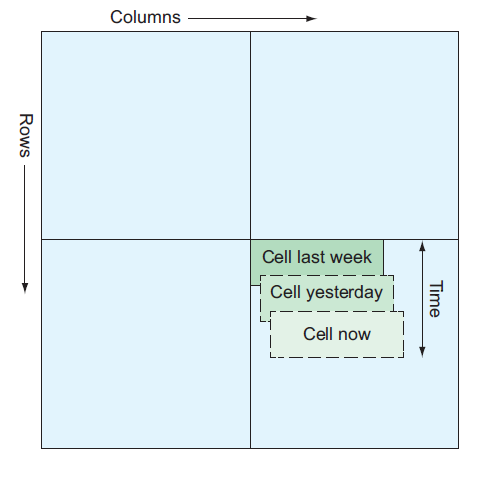 Columns
Rows
Cell last week
Cell yesterday
Cell now
Time